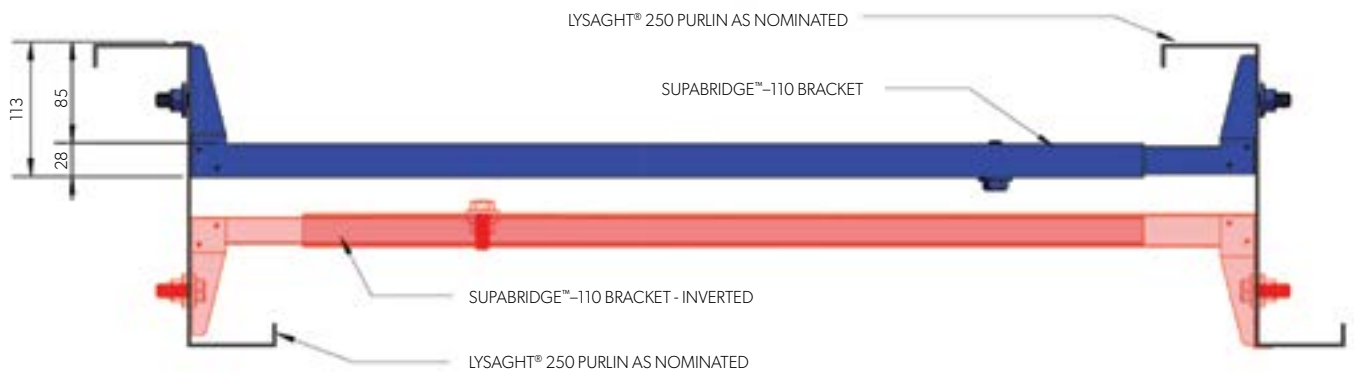 LYSAGHT® 250 PURLIN AS NOMINATED
SUPABRIDGE™–110 BRACKET
113
85
28
SUPABRIDGE™–110 BRACKET - INVERTED
LYSAGHT® 250 PURLIN AS NOMINATED